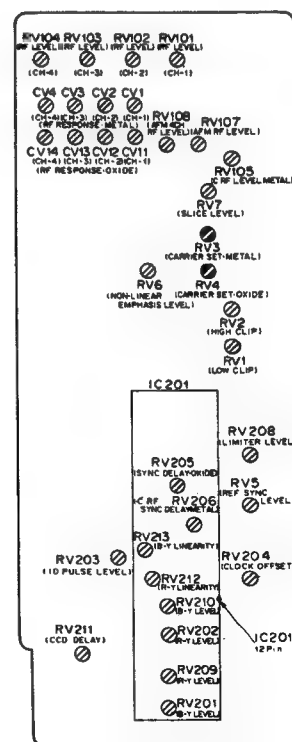 RV104 RV103 RV102 RV101
(RF LEVEL) (RF LEVEL) (RF LEVEL) (RF LEVEL)
(CH-4) (CH-3) (CH-2) (CH-1)
CV4 CV3 CV2 CV1
(CH-4) (CH-3) (CH-2) (CH-1)
(RF RESPONSE-METAL)
RV108
(AFM 4CH
RF LEVEL)
RV107
(AFM RF LEVEL)
CV14 CV13 CV12 CV11
(CH-4) (CH-3) (CH-2) (CH-1)
(RF RESPONSE-OXIDE)
RV105
(C RF LEVEL METAL)
RV7
(SLICE LEVEL)
RV3
(CARRIER SET-METAL)
RV6
(NON-LINEAR
EMPHASIS LEVEL)
RV4
(CARRIER SET-OXIDE)
RV2
(HIGH CLIP)
RV1
(LOW CLIP)
IC201
RV208
(LIMITER LEVEL)
RV205
(SYNC DELAY-OXIDE)
RV5
(REF SYNC
LEVEL)
RV206
(C RF
SYNC DELAY METAL)
RV213
(B-Y LINEARITY)
RV203
(ID PULSE LEVEL)
RV204
(CLOCK OFFSET)
RV212
(R-Y LINEARITY)
RV210
(B-Y LEVEL)
RV211
(CCD DELAY)
RV202
(R-Y LEVEL)
IC201
12Pin
RV209
(R-Y LEVEL)
RV201
(B-Y LEVEL)